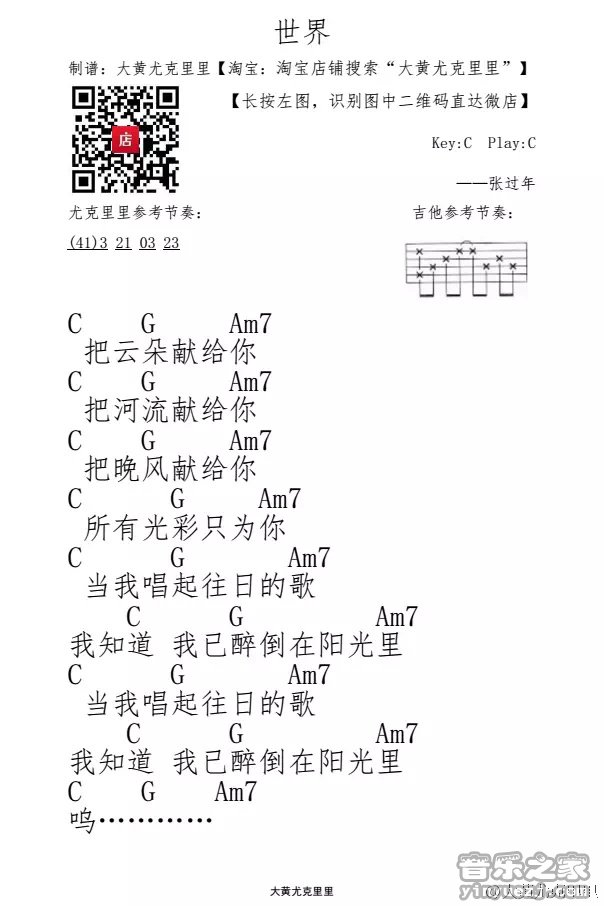 世界
制谱：大黄尤克里里【淘宝：淘宝店铺搜索“大黄尤克里里”】
店
【长按左图，识别图中二维码直达微店】
Key:C Play:C
——张过年
尤克里里参考节奏： 吉他参考节奏：
(41)3 21 03 23
C G Am7
把云朵献给你
C G Am7
把河流献给你
C G Am7
把晚风献给你
C G Am7
所有光彩只为你
C G Am7
当我唱起往日的歌
C G Am7
我知道 我已醉倒在阳光里
C G Am7
当我唱起往日的歌
C G Am7
我知道 我已醉倒在阳光里
C G Am7
呜…………
音乐之家
大黄尤克里里